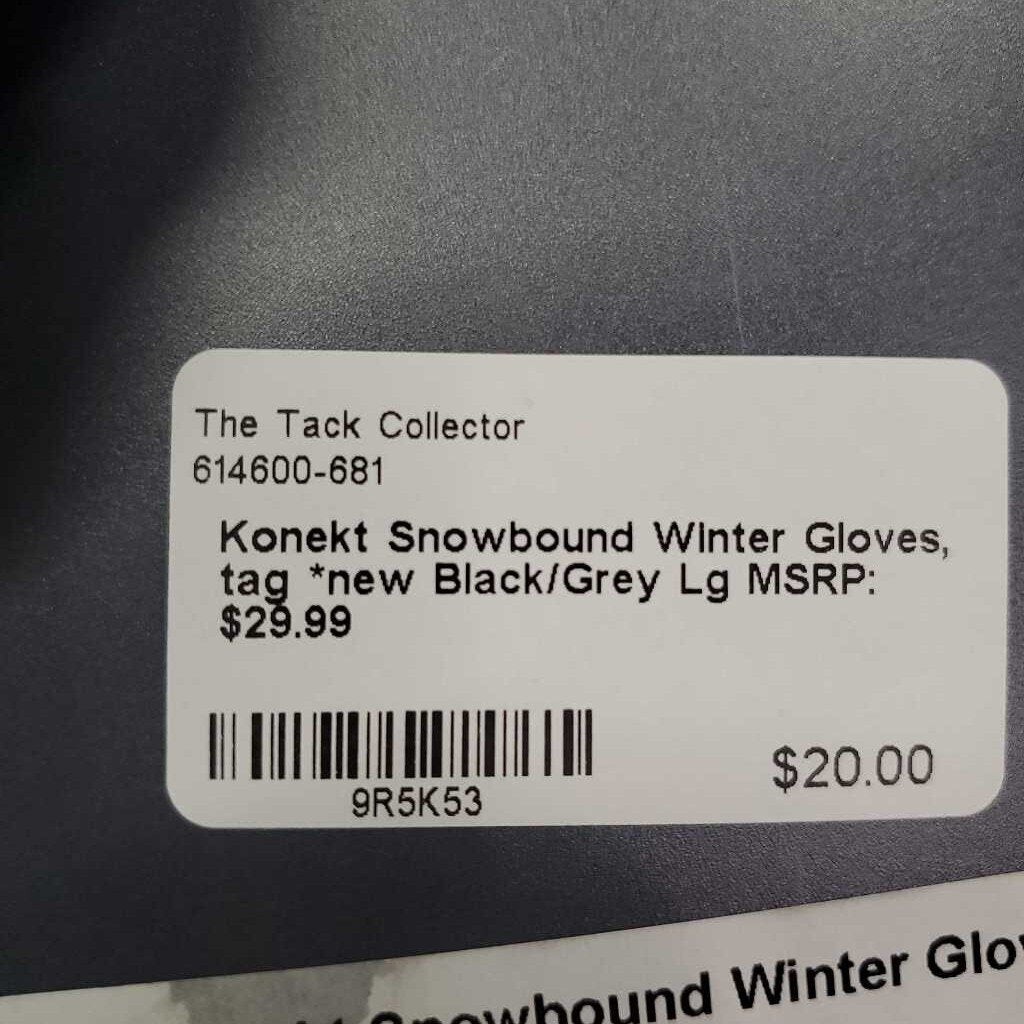 The Tack Collector
614600-681
Konekt Snowbound Winter Gloves,
tag *new Black/Grey Lg MSRP:
$29.99
9R5K53
$20.00
Snowbound Winter Glo